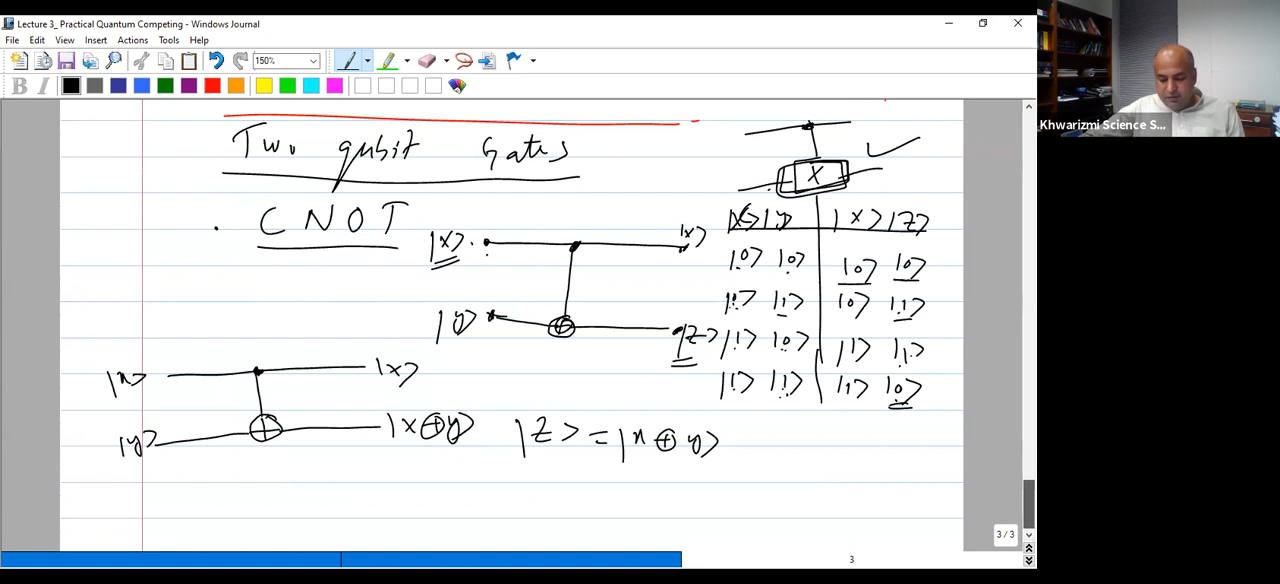 Lecture 3_ Practical Quantum Competing - Windows Journal
File Edit View Insert Actions Tools Help
150%
B I
Khwarizmi Science S...
Two qubit Gates
X
CNOT
|x> |y> | |x> |z>
|x> |x>
|0> |0> | |0> |0>
|0> |1> | |0> |1>
|y> |z>
|1> |0> | |1> |1>
|1> |1> | |1> |0>
|x> |x>
|y> |x⊕y>
|z> = |x⊕y>
3 / 3
3